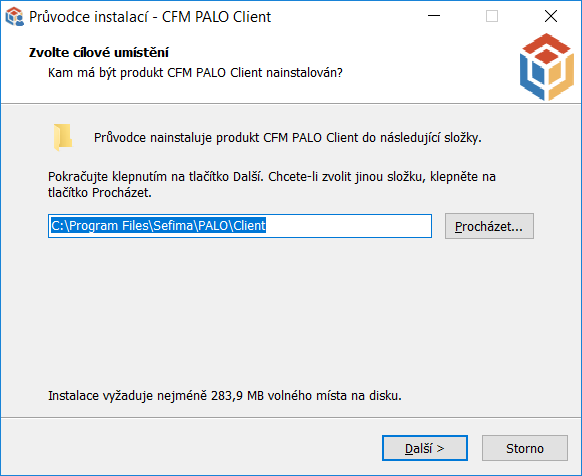 Průvodce instalací - CFM PALO Client
Zvolte cílové umístění
Kam má být produkt CFM PALO Client nainstalován?
Průvodce nainstaluje produkt CFM PALO Client do následující složky.
Pokračujte klepnutím na tlačítko Další. Chcete-li zvolit jinou složku, klepněte na
tlačítko Procházet.
C:\Program Files\Sefima\PALO\Client
Procházet...
Instalace vyžaduje nejméně 283,9 MB volného místa na disku.
Další >
Storno